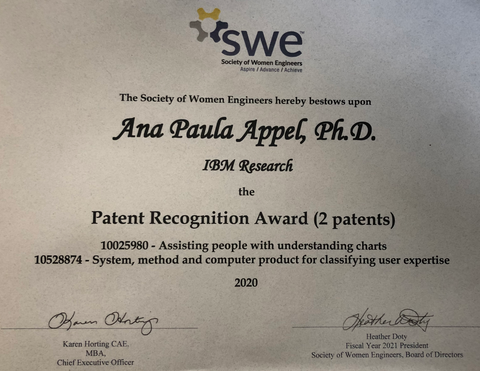 swe™
Society of Women Engineers
Aspire / Advance / Achieve
The Society of Women Engineers hereby bestows upon
Ana Paula Appel, Ph.D.
IBM Research
the
Patent Recognition Award (2 patents)
10025980 - Assisting people with understanding charts
10528874 - System, method and computer product for classifying user expertise
2020
Karen Horting
Karen Horting CAE,
MBA,
Chief Executive Officer
Heather Doty
Heather Doty
Fiscal Year 2021 President
Society of Women Engineers, Board of Directors